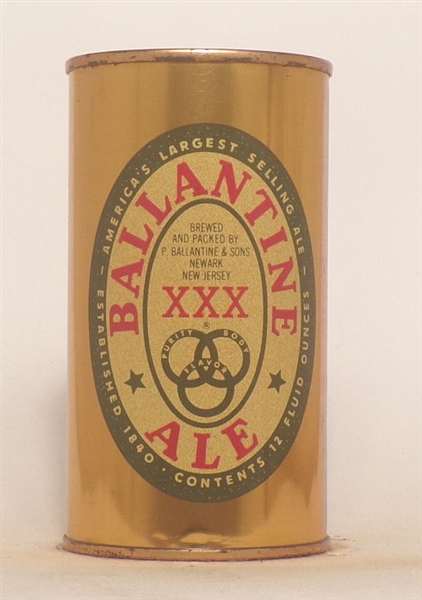 AMERICA'S LARGEST SELLING ALE
BALLANTINE
BREWED
AND PACKED BY
P. BALLANTINE & SONS
NEWARK
NEW JERSEY
XXX
®
PURITY BODY
FLAVOR
ALE
— ESTABLISHED 1840 · CONTENTS 12 FLUID OUNCES